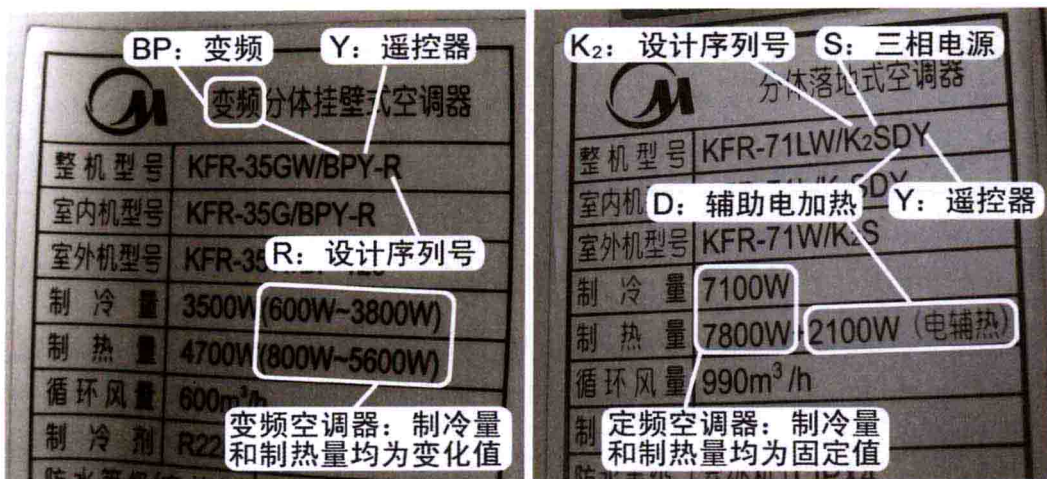 BP：变频
Y：遥控器
变频分体挂壁式空调器
整机型号 KFR-35GW/BPY-R
室内机型号 KFR-35G/BPY-R
R：设计序列号
室外机型号 KFR-35
制冷量 3500W(600W~3800W)
制热量 4700W(800W~5600W)
循环风量 600m³/h
变频空调器：制冷量
和制热量均为变化值
制冷剂 R22
K₂：设计序列号
S：三相电源
分体落地式空调器
整机型号 KFR-71LW/K₂SDY
室内机
D：辅助电加热
Y：遥控器
室外机型号 KFR-71W/K₂S
制冷量 7100W
制热量 7800W+2100W（电辅热）
循环风量 990m³/h
定频空调器：制冷量
和制热量均为固定值
制